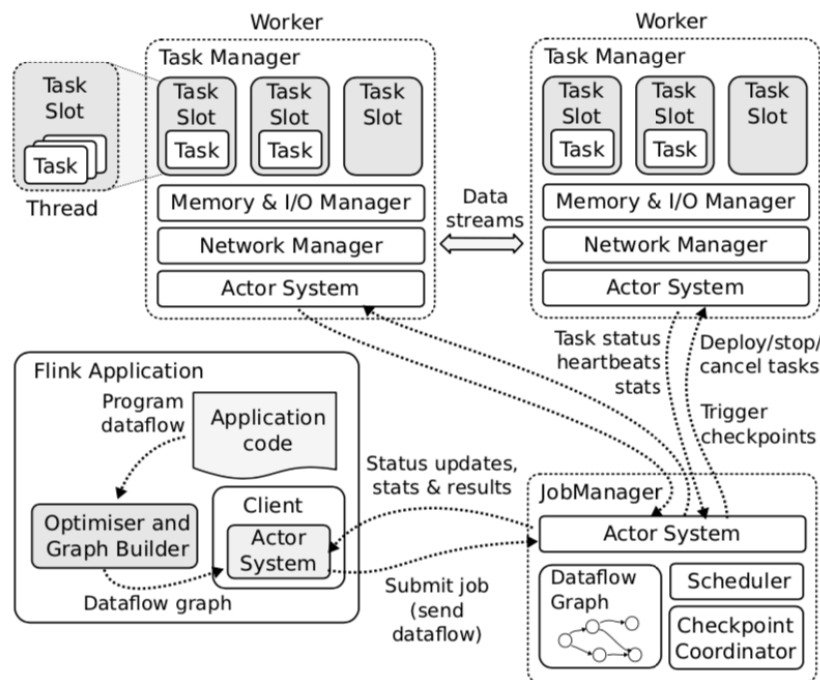 Worker
Task Manager
Task
Slot
Task
Thread
Task
Slot
Task
Task
Slot
Task
Task
Slot
Memory & I/O Manager
Network Manager
Actor System
Data
streams
Worker
Task Manager
Task
Slot
Task
Task
Slot
Task
Task
Slot
Memory & I/O Manager
Network Manager
Actor System
Task status
heartbeats
stats
Deploy/stop/
cancel tasks
Trigger
checkpoints
Flink Application
Program
dataflow
Application
code
Optimiser and
Graph Builder
Client
Actor
System
Dataflow graph
Status updates,
stats & results
Submit job
(send
dataflow)
JobManager
Actor System
Dataflow
Graph
Scheduler
Checkpoint
Coordinator